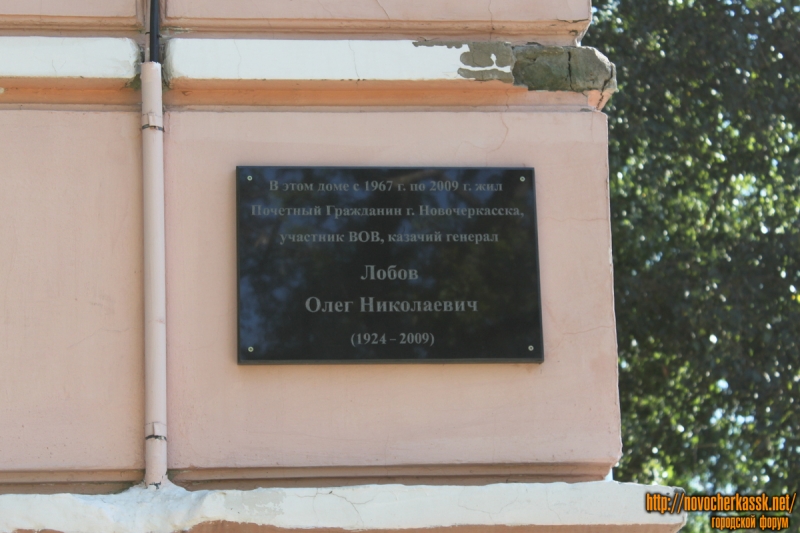 В этом доме с 1967 г. по 2009 г. жил
Почетный Гражданин г. Новочеркасска,
участник ВОВ, казачий генерал
Лобов
Олег Николаевич
(1924 – 2009)
http://novocherkassk.net/
городской форум